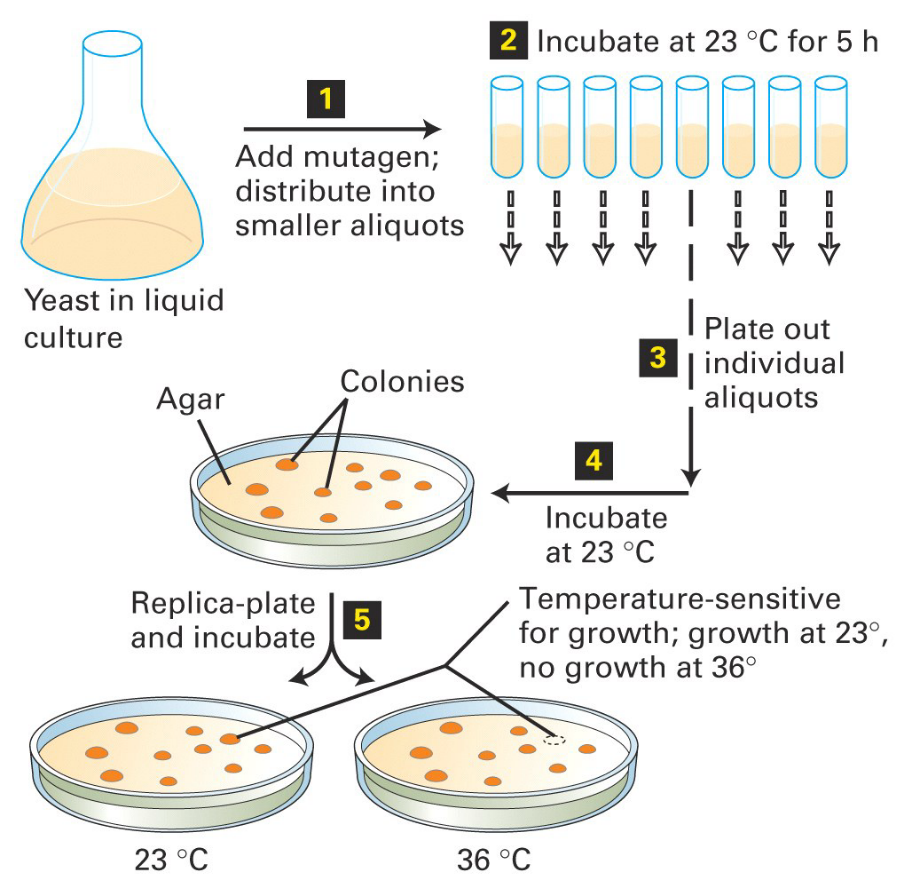 1
Add mutagen;
distribute into
smaller aliquots
Yeast in liquid
culture
2 Incubate at 23 °C for 5 h
3
Plate out
individual
aliquots
4
Incubate
at 23 °C
Agar
Colonies
Replica-plate
and incubate
5
Temperature-sensitive
for growth; growth at 23°,
no growth at 36°
23 °C
36 °C